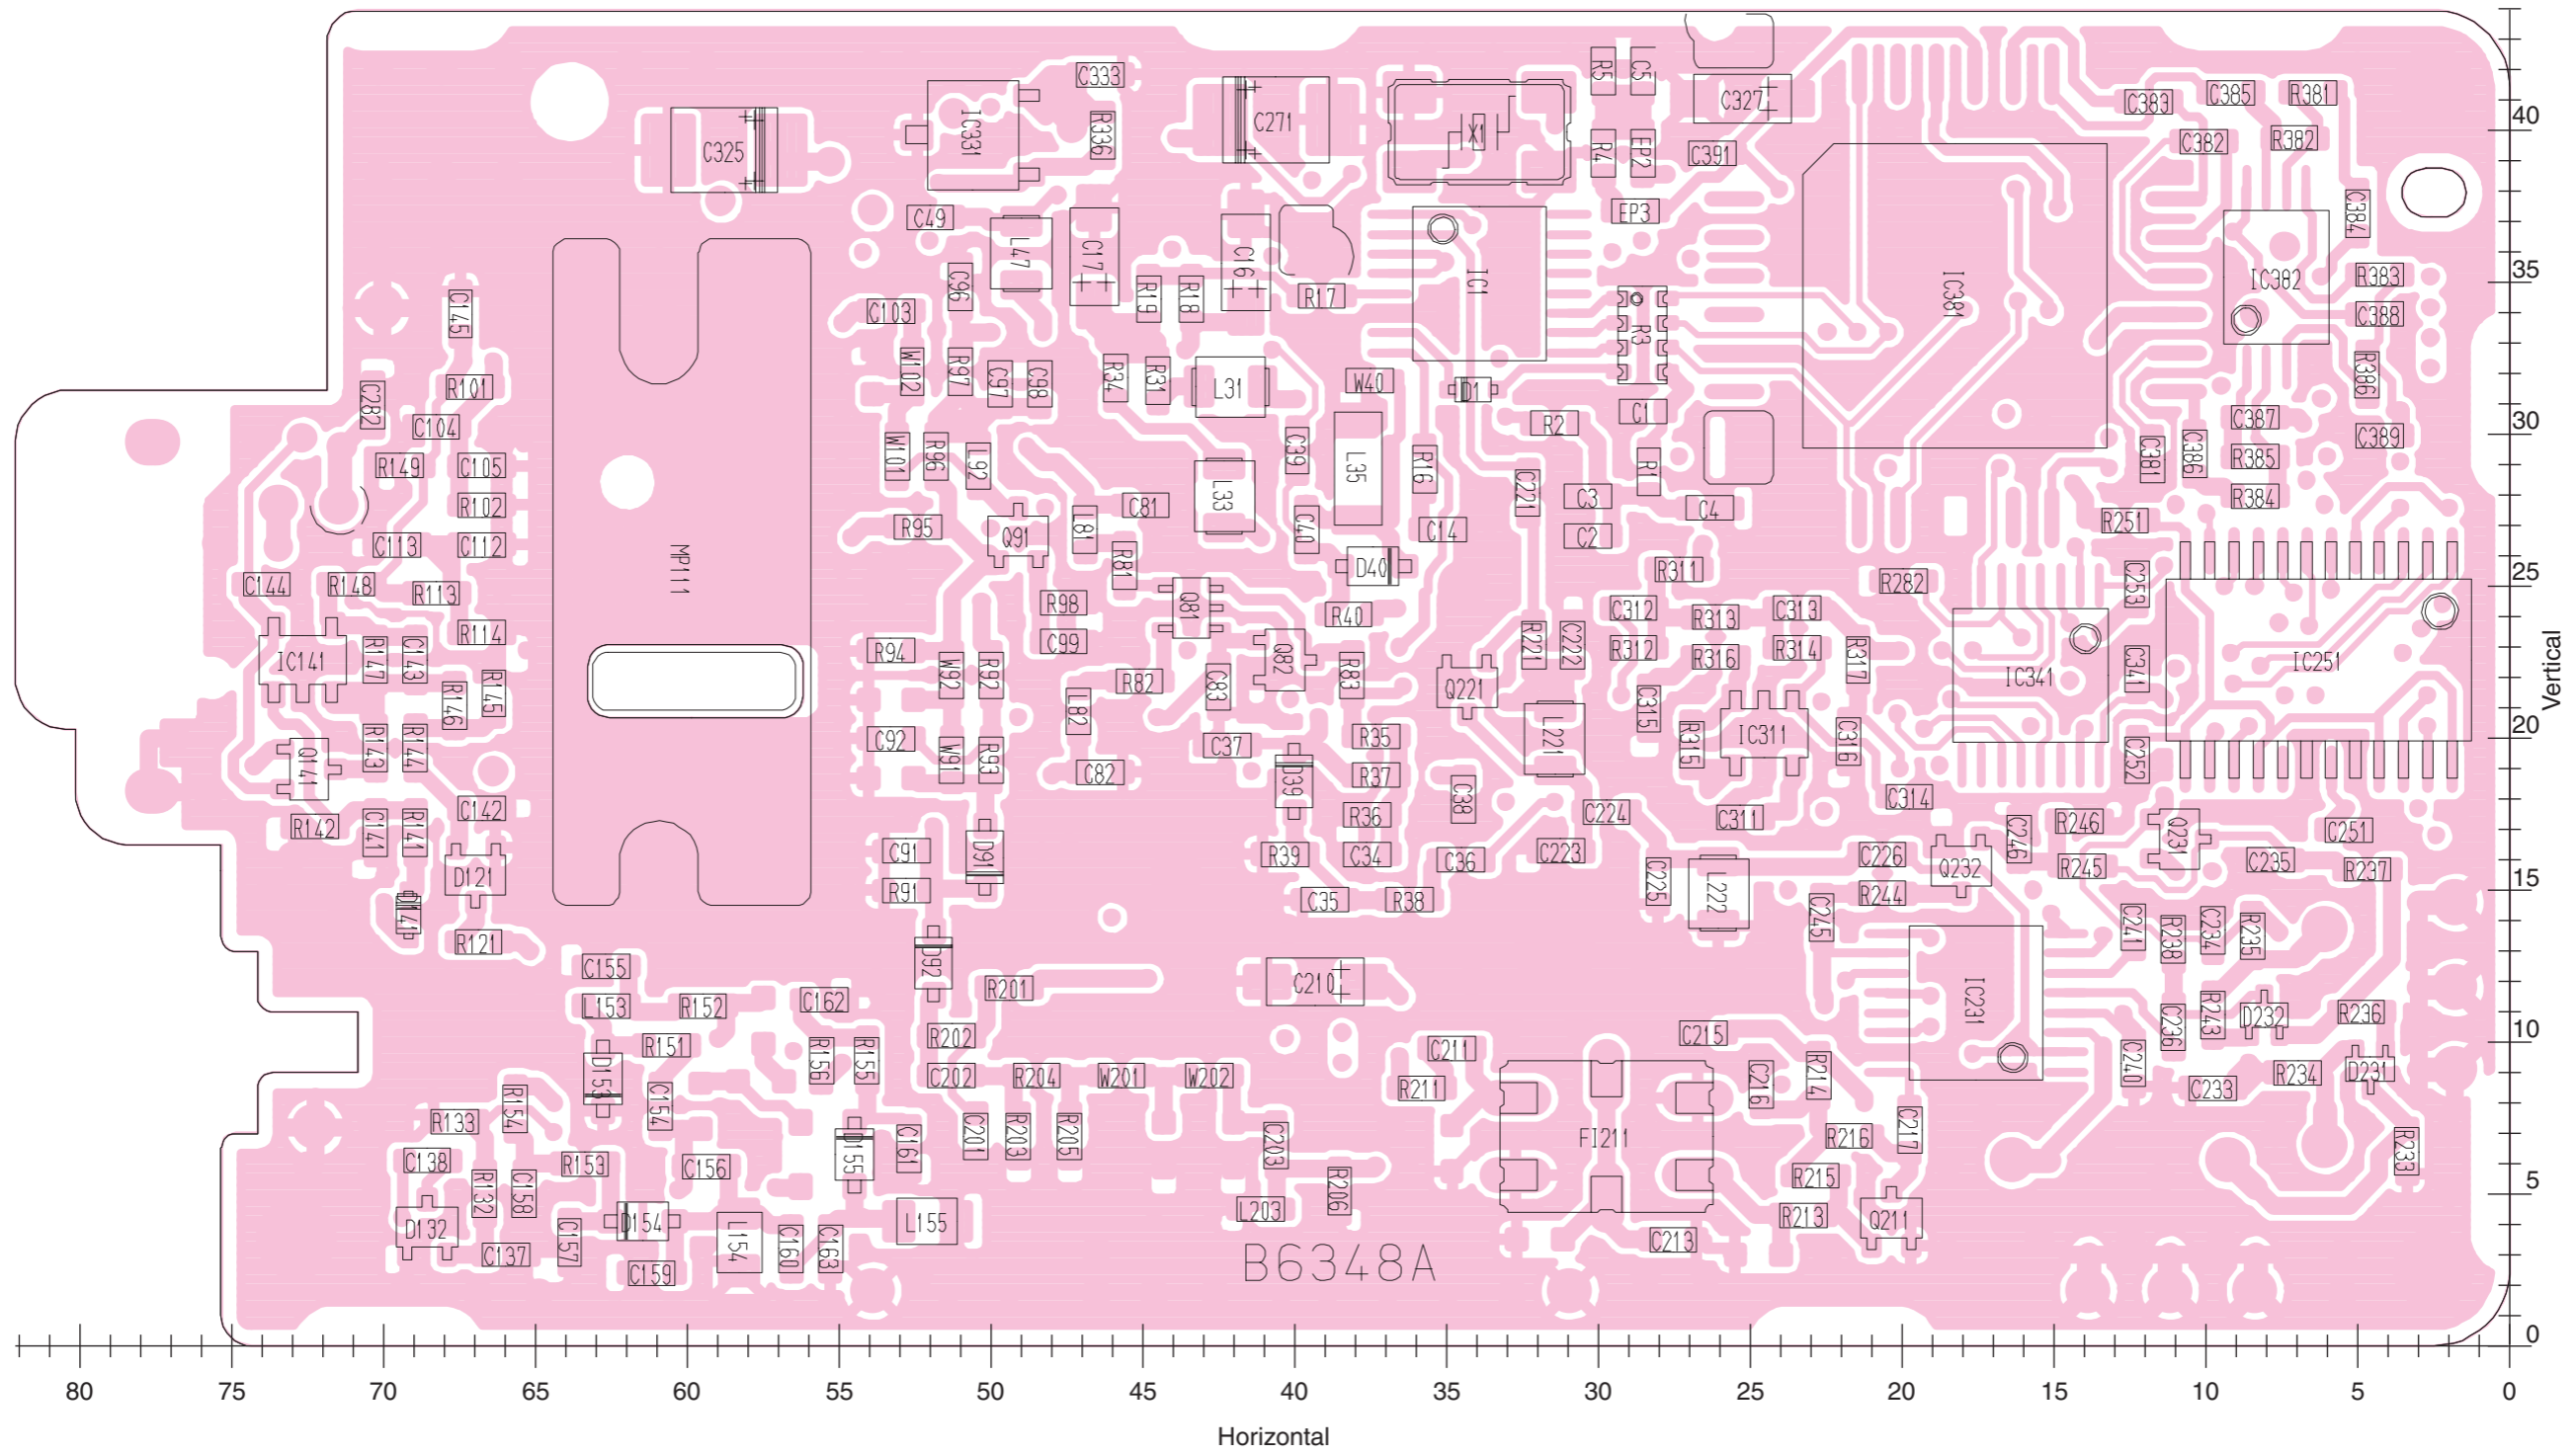 C333
R5
C5
C327
C383
C385
R381
C325
IC331
R336
C271
X1
R4
EP2
C391
C382
R382
40
C49
EP3
C384
L47
C17
C16
R17
IC1
IC381
IC382
R383
35
C145
C96
R19
R18
C103
R3
C388
W102
R97
C97
C98
R34
R31
L31
W40
D1
R386
R101
C282
C104
C1
R2
C387
C389
30
R149
C105
W101
R96
L92
C39
L35
R16
R1
C381
C386
R385
R102
C81
L33
C221
C3
C4
R384
C113
C112
R95
Q91
L81
C40
C14
C2
R251
MP111
R81
D40
R311
C144
R148
R113
R282
C253
25
R98
Q81
R40
C312
R313
C313
R114
C99
IC141
R147
C143
R94
W92
R92
Q82
R83
R221
C222
R312
R316
R314
R317
IC341
C341
IC251
Vertical
R146
R145
L82
R82
C83
Q221
C315
Q141
R143
R144
C92
W91
R93
C37
R35
L221
R315
IC311
C316
C252
20
C82
D39
R37
C38
C142
C314
R142
C141
R141
R36
C224
C311
R246
Q231
C251
D121
C91
D91
R39
C34
C36
C223
C226
Q232
C246
R245
C235
R237
D141
R91
C35
R38
C225
L222
R244
15
R121
C245
C241
R238
C234
R235
C155
D92
C210
IC231
L153
R152
C162
R201
C236
R243
D232
R236
R151
R202
C211
C215
10
D153
R156
R155
C202
R204
W201
W202
R211
C216
R214
C240
C233
R234
D231
R154
C154
R133
D155
C161
C201
R203
R205
C203
FI211
R216
C217
R233
C138
R153
C156
R206
R215
5
R132
C158
D132
D154
L155
L203
R213
Q211
C137
C157
L154
C160
C163
C213
C159
B6348A
0
80 75 70 65 60 55 50 45 40 35 30 25 20 15 10 5 0
Horizontal